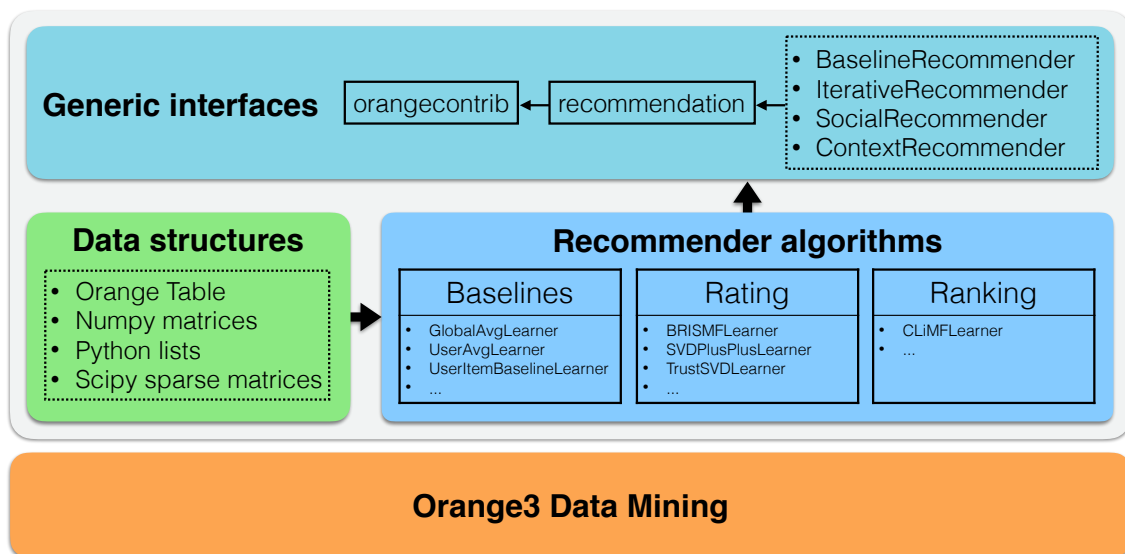 Generic interfaces
orangecontrib
recommendation
• BaselineRecommender
• IterativeRecommender
• SocialRecommender
• ContextRecommender
Data structures
• Orange Table
• Numpy matrices
• Python lists
• Scipy sparse matrices
Recommender algorithms
Baselines
• GlobalAvgLearner
• UserAvgLearner
• UserItemBaselineLearner
• ...
Rating
• BRISMFLearner
• SVDPlusPlusLearner
• TrustSVDLearner
• ...
Ranking
• CLiMFLearner
• ...
Orange3 Data Mining